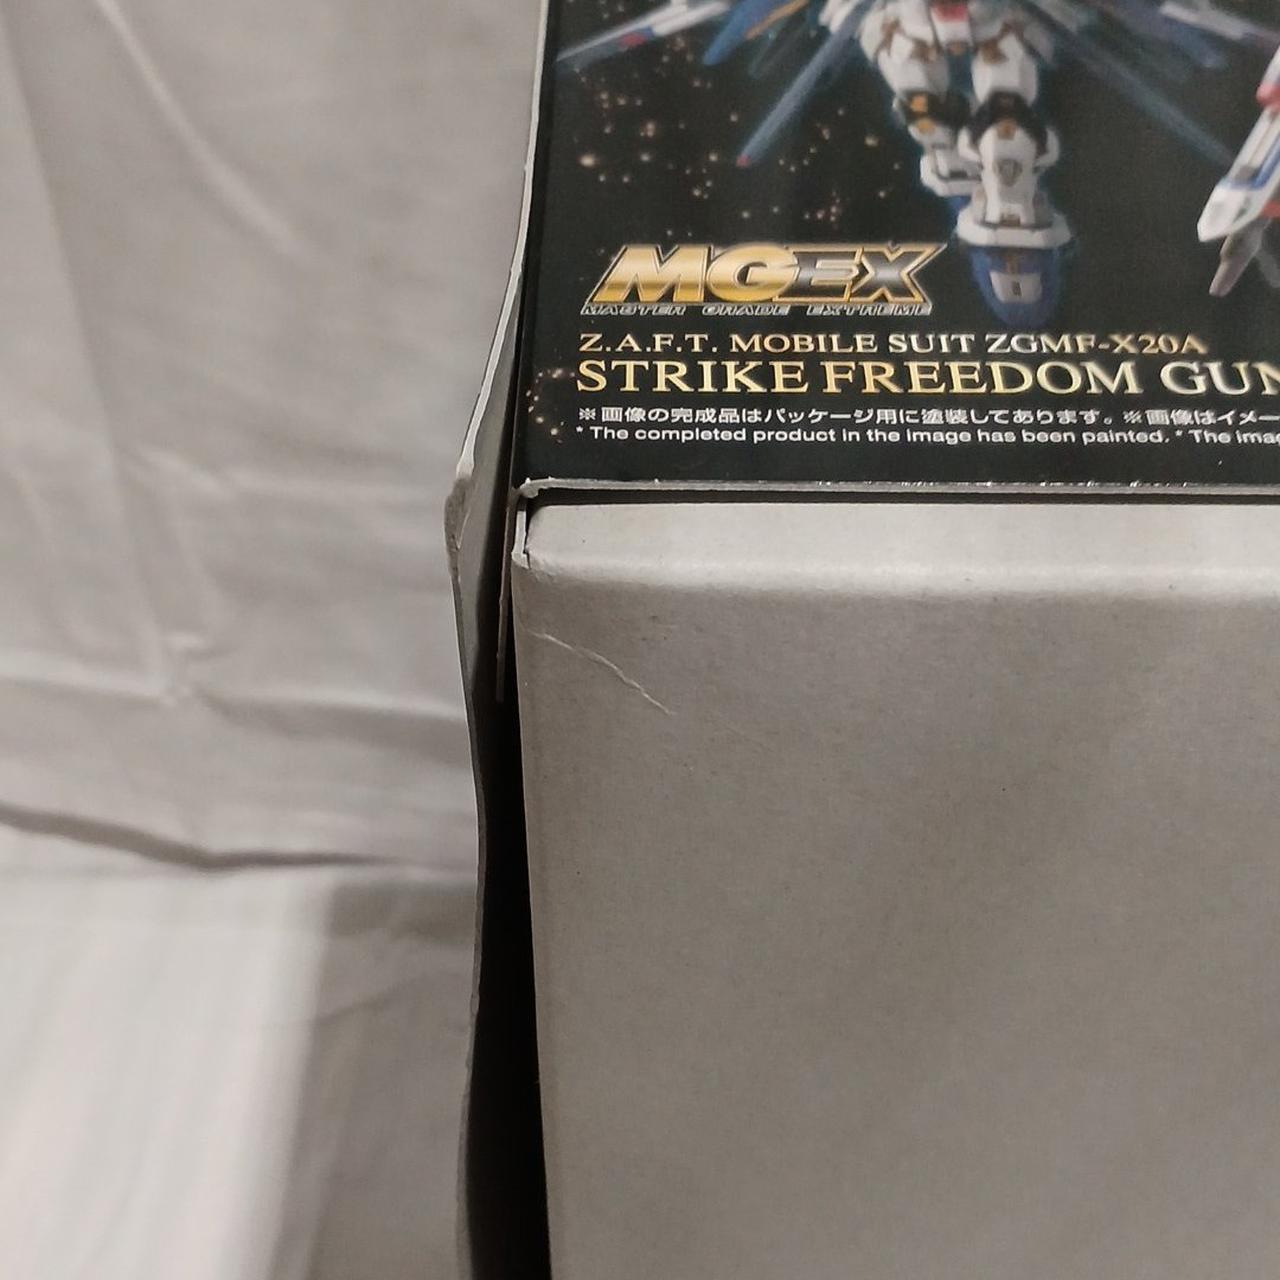 MGEX
MASTER GRADE EXTREME
Z.A.F.T. MOBILE SUIT ZGMF-X20A
STRIKE FREEDOM GUN
※画像の完成品はパッケージ用に塗装してあります。※画像はイメー
* The completed product in the image has been painted. * The imag